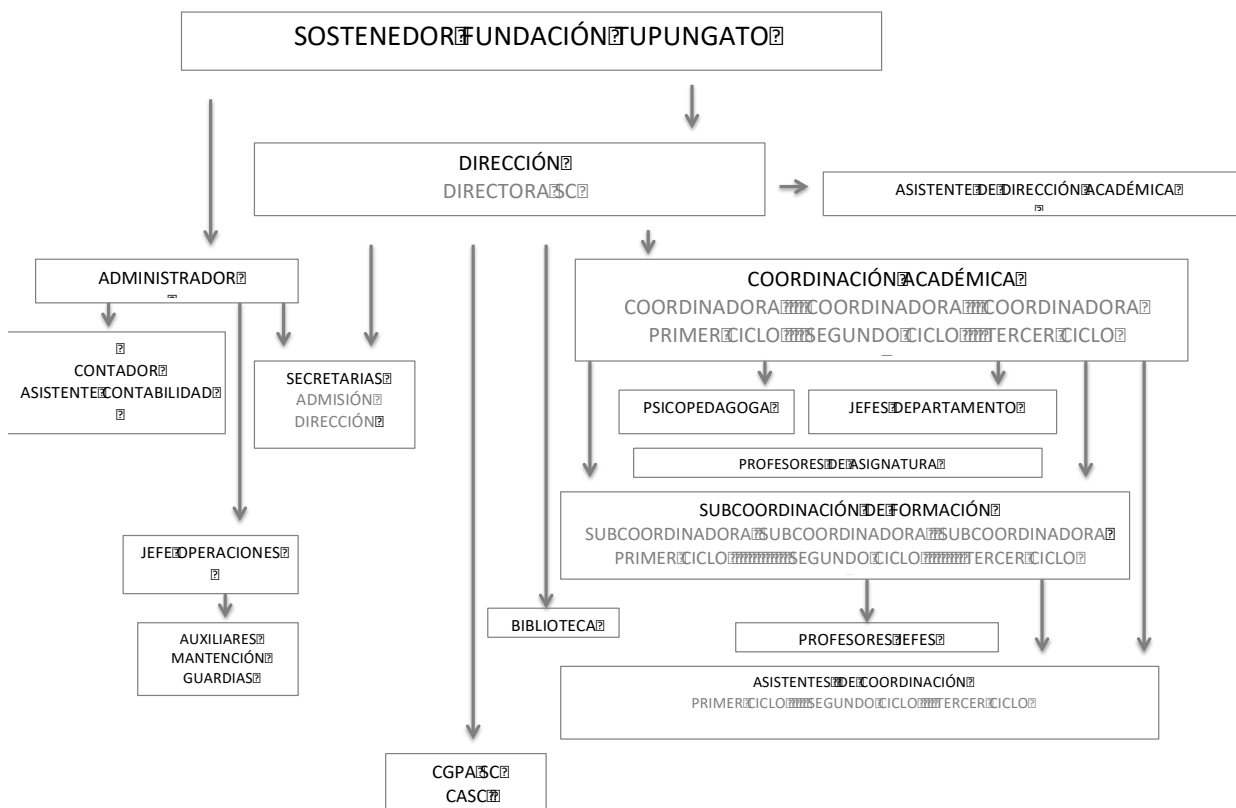 SOSTENEDOR FUNDACIÓN TUPUNGATO
DIRECCIÓN
DIRECTORA SC
ASISTENTE DE DIRECCIÓN ACADÉMICA
ADMINISTRADOR
COORDINACIÓN ACADÉMICA
COORDINADORA COORDINADORA COORDINADORA
PRIMER CICLO SEGUNDO CICLO TERCER CICLO
CONTADOR
ASISTENTE CONTABILIDAD
SECRETARIAS
ADMISIÓN
DIRECCIÓN
PSICOPEDAGOGA
JEFES DEPARTAMENTO
PROFESORES DE ASIGNATURA
SUBCOORDINACIÓN DE FORMACIÓN
SUBCOORDINADORA SUBCOORDINADORA SUBCOORDINADORA
PRIMER CICLO SEGUNDO CICLO TERCER CICLO
JEFE OPERACIONES
AUXILIARES
MANTENCIÓN
GUARDIAS
BIBLIOTECA
PROFESORES JEFES
ASISTENTES DE COORDINACIÓN
PRIMER CICLO SEGUNDO CICLO TERCER CICLO
CGPA SC
CASC